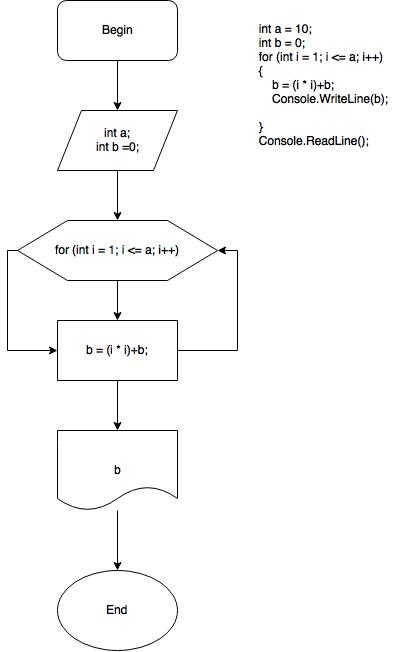 Begin
int a;
int b =0;
for (int i = 1; i <= a; i++)
b = (i * i)+b;
b
End
int a = 10;
int b = 0;
for (int i = 1; i <= a; i++)
{
b = (i * i)+b;
Console.WriteLine(b);
}
Console.ReadLine();